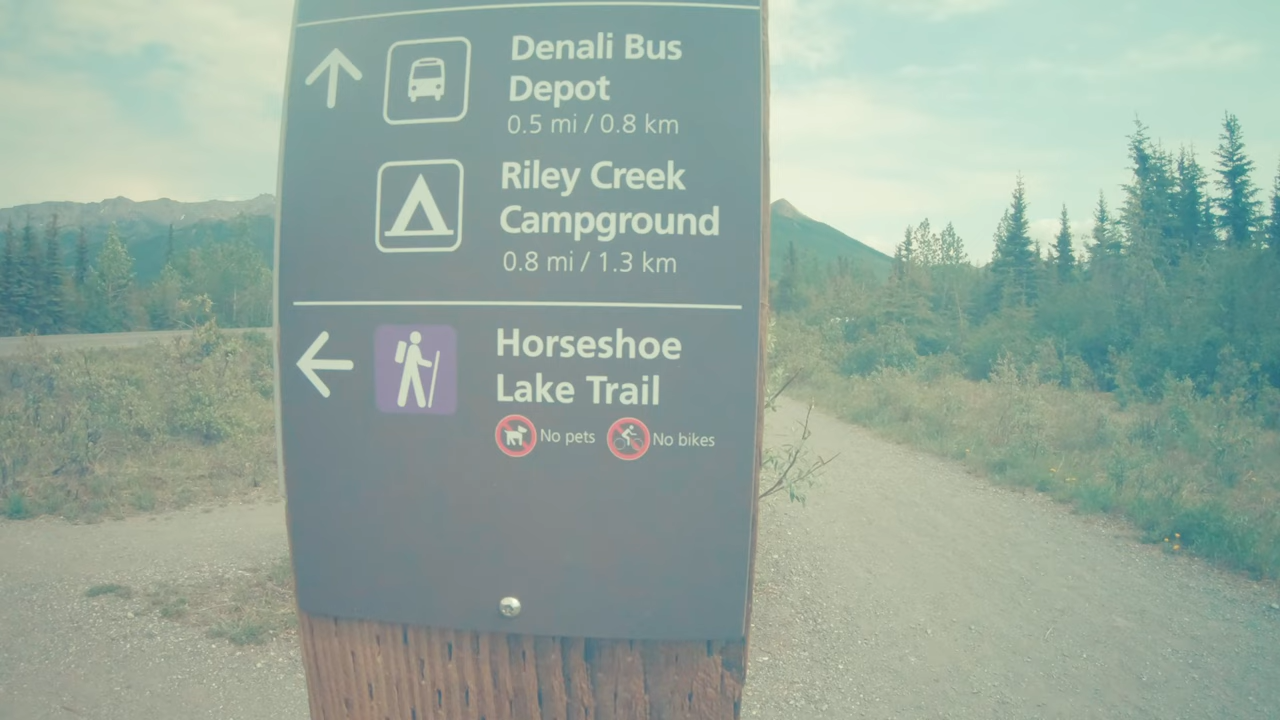 Denali Bus
Depot
0.5 mi / 0.8 km
Riley Creek
Campground
0.8 mi / 1.3 km
Horseshoe
Lake Trail
No pets No bikes